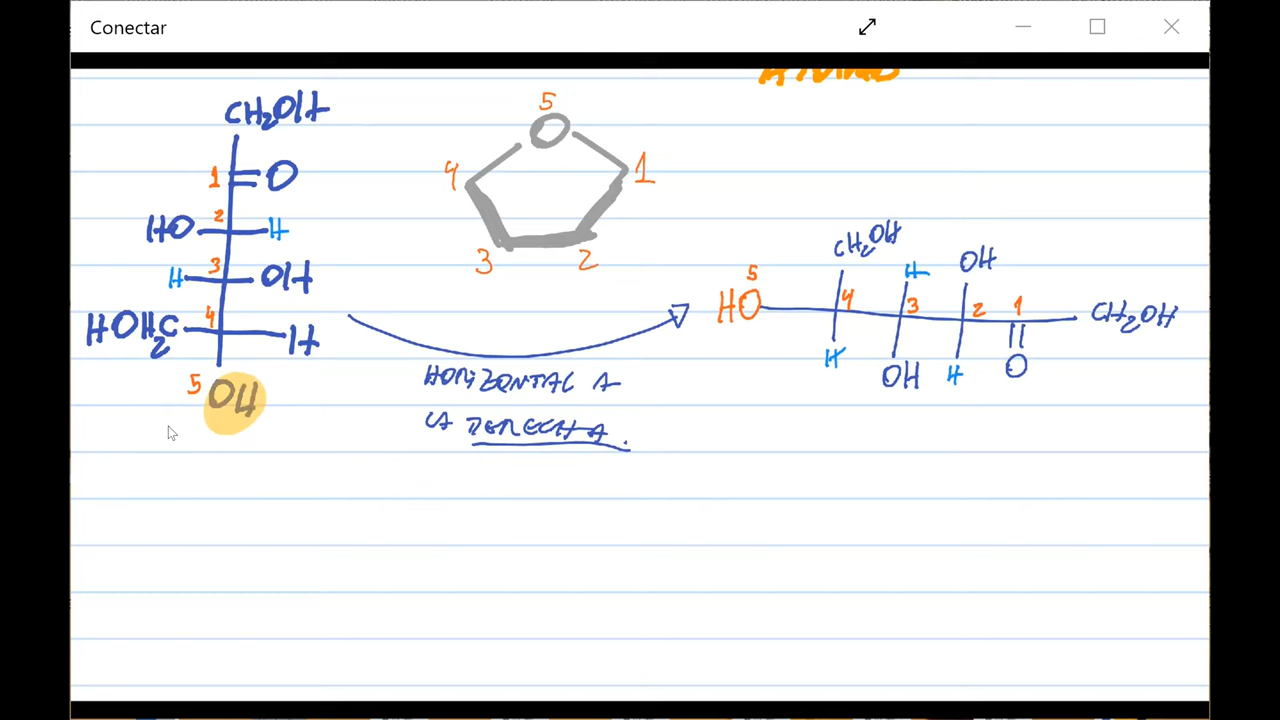 Conectar
CH₂OH
1 O
HO 2 H
H 3 OH
HOH₂C 4 H
5 OH
5
O
4 1
3 2
HORIZONTAL A
LA DERECHA.
CH₂OH H OH
5 HO 4 3 2 1 CH₂OH
H OH H O